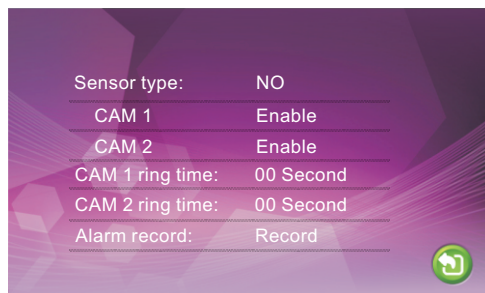 Sensor type: NO
CAM 1 Enable
CAM 2 Enable
CAM 1 ring time: 00 Second
CAM 2 ring time: 00 Second
Alarm record: Record